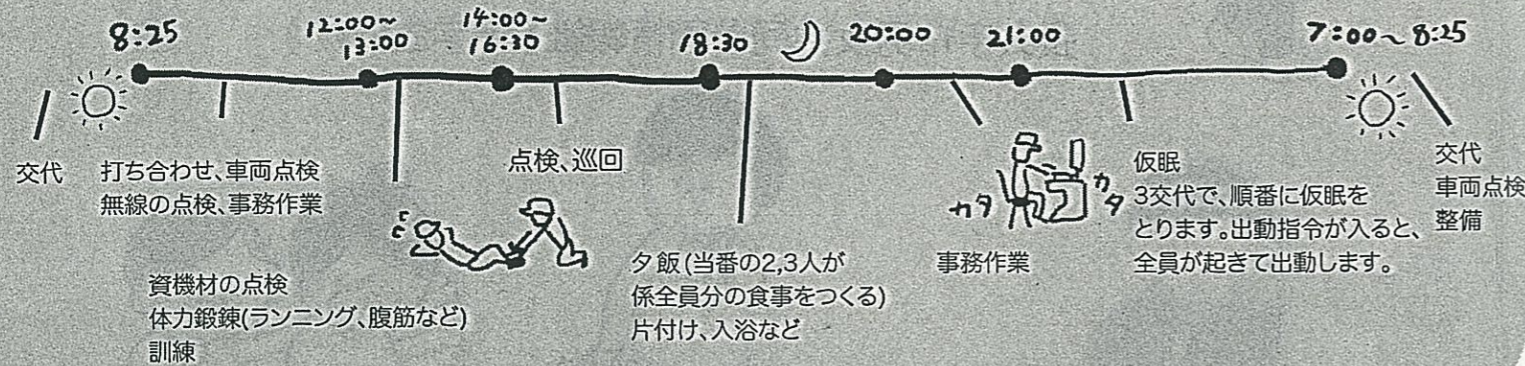 8:25
12:00~
13:00
14:00~
16:30
18:30
20:00
21:00
7:00~8:25
交代
打ち合わせ、車両点検
無線の点検、事務作業
資機材の点検
体力鍛錬(ランニング、腹筋など)
訓練
点検、巡回
夕飯(当番の2,3人が
係全員分の食事をつくる)
片付け、入浴など
カタ
カタ
事務作業
仮眠
3交代で、順番に仮眠を
とります。出動指令が入ると、
全員が起きて出動します。
交代
車両点検
整備